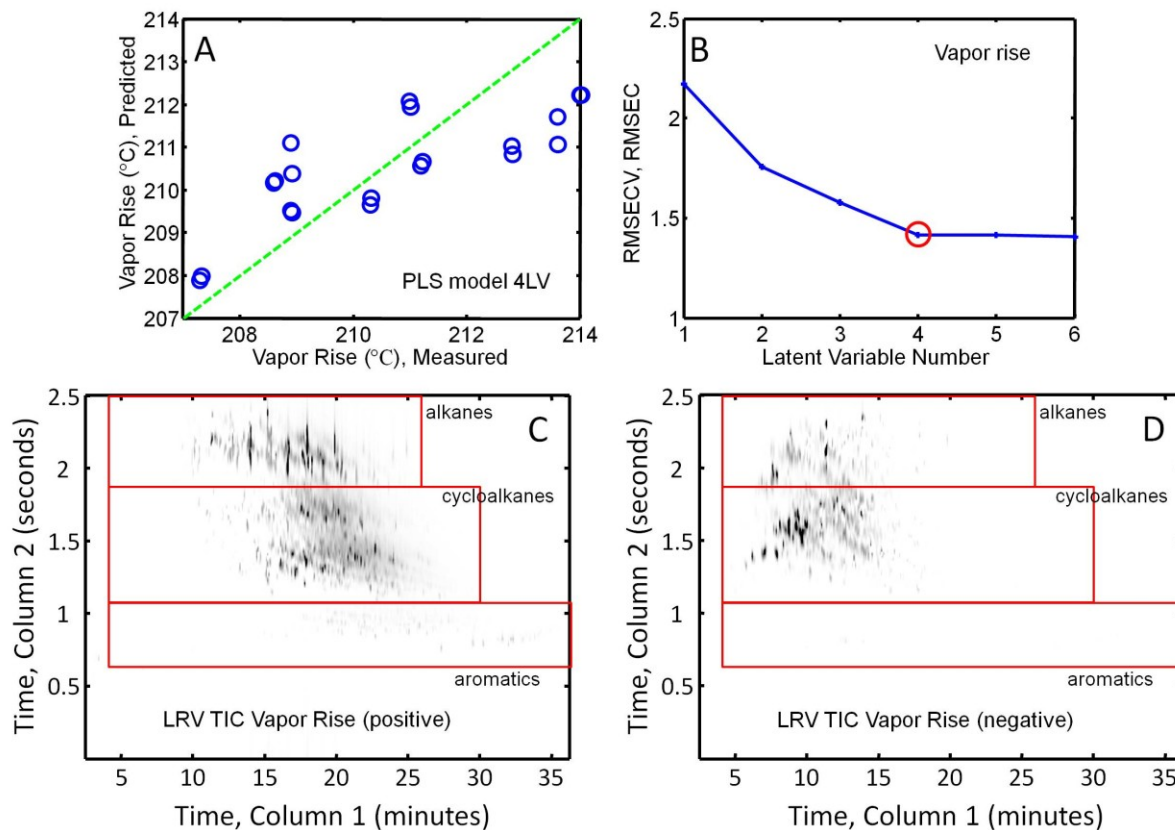 A
Vapor Rise (°C), Predicted
214
213
212
211
210
209
208
207
208
210
212
214
PLS model 4LV
Vapor Rise (°C), Measured
B
Vapor rise
RMSECV, RMSEC
2.5
2
1.5
1
1
2
3
4
5
6
Latent Variable Number
C
alkanes
cycloalkanes
aromatics
LRV TIC Vapor Rise (positive)
Time, Column 2 (seconds)
2.5
2
1.5
1
0.5
5
10
15
20
25
30
35
Time, Column 1 (minutes)
D
alkanes
cycloalkanes
aromatics
LRV TIC Vapor Rise (negative)
Time, Column 2 (seconds)
2.5
2
1.5
1
0.5
5
10
15
20
25
30
35
Time, Column 1 (minutes)